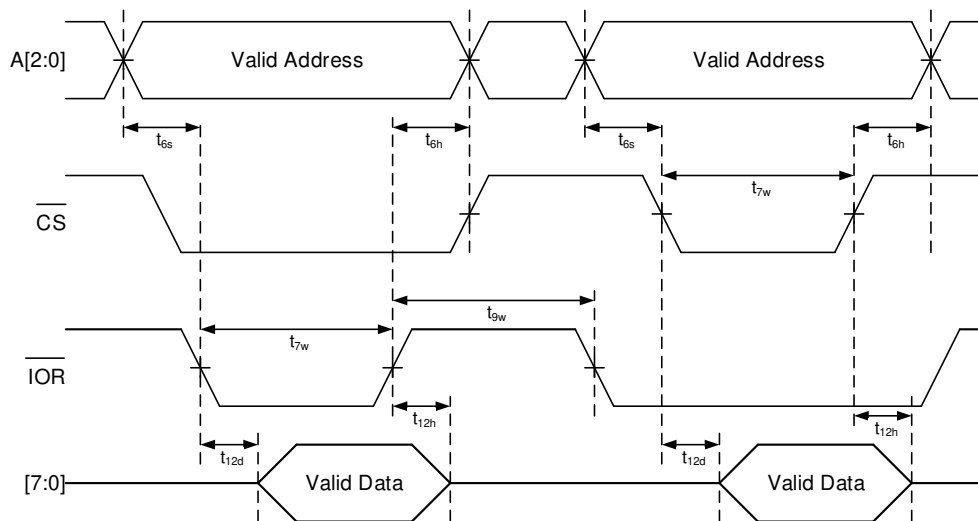 A[2:0]
Valid Address
Valid Address
t6s
t6h
t6s
t6h
CS
t7w
IOR
t7w
t9w
t12h
t12h
t12d
t12d
[7:0]
Valid Data
Valid Data